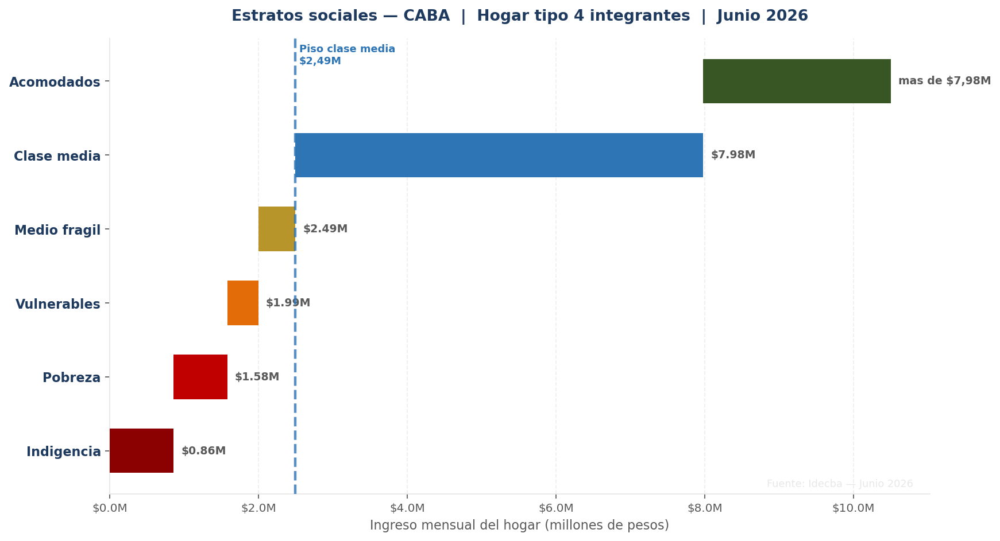 Estratos sociales — CABA | Hogar tipo 4 integrantes | Junio 2026
Piso clase media
$2,49M
Acomodados
mas de $7,98M
Clase media
$7.98M
Medio fragil
$2.49M
Vulnerables
$1.99M
Pobreza
$1.58M
Indigencia
$0.86M
Fuente: Idecba — Junio 2026
$0.0M $2.0M $4.0M $6.0M $8.0M $10.0M
Ingreso mensual del hogar (millones de pesos)